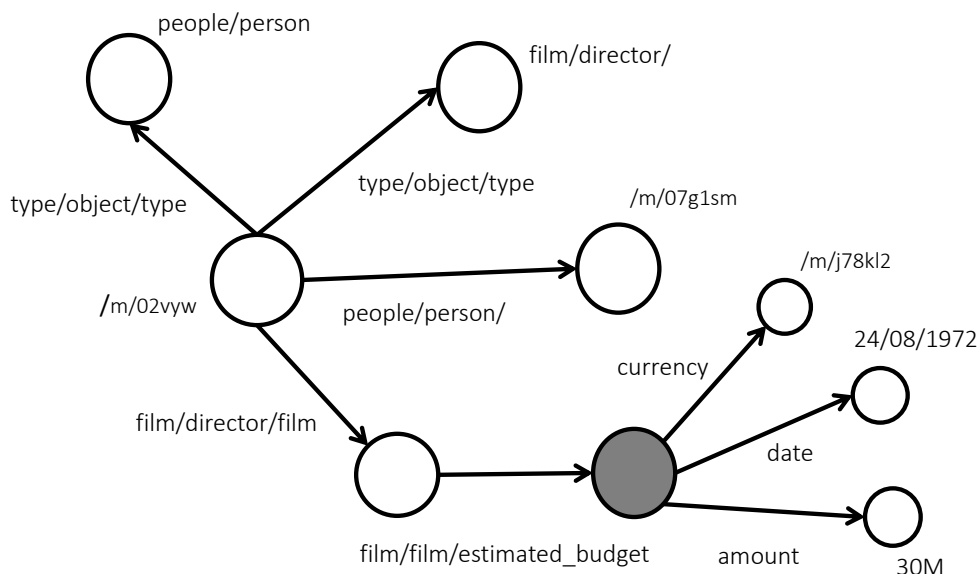 people/person
film/director/
type/object/type
type/object/type
/m/07g1sm
/m/02vyw
people/person/
/m/j78kl2
currency
24/08/1972
film/director/film
date
film/film/estimated_budget
amount
30M